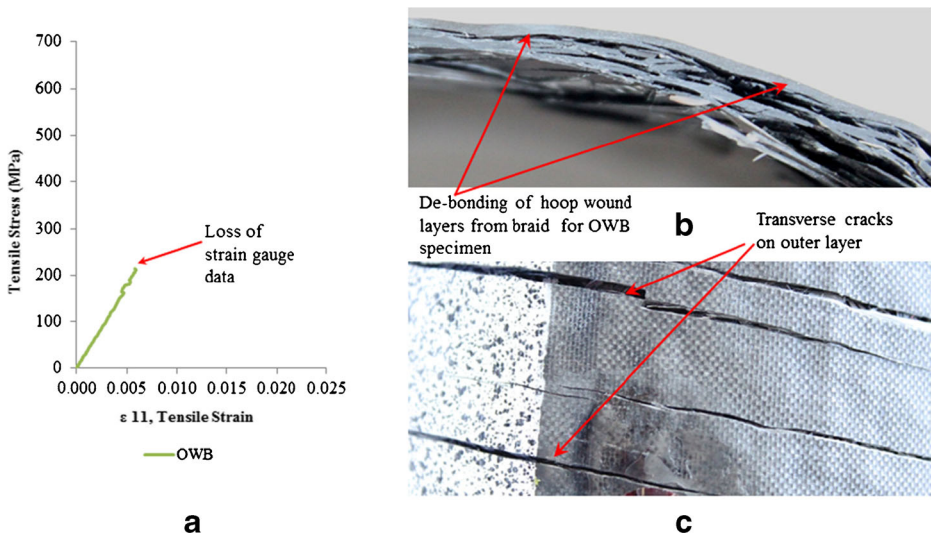 700
600
500
400
300
200
100
0
Tensile Stress (MPa)
Loss of
strain gauge
data
0.000 0.005 0.010 0.015 0.020 0.025
ε 11, Tensile Strain
OWB
a
De-bonding of hoop wound
layers from braid for OWB
specimen
b
Transverse cracks
on outer layer
c